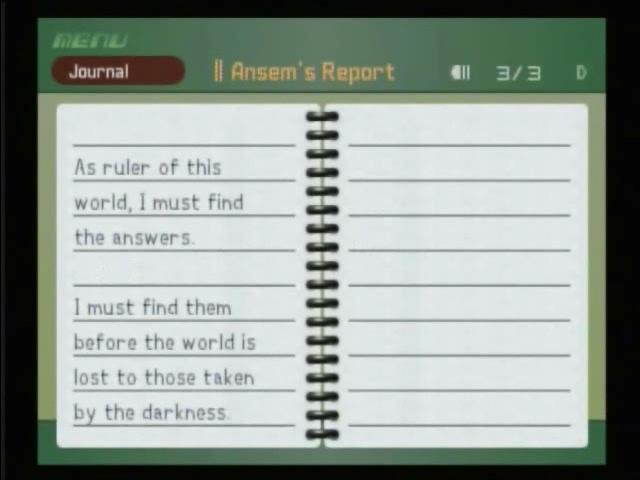 MENU
Journal
Ansem's Report
3/3
As ruler of this
world, I must find
the answers.
I must find them
before the world is
lost to those taken
by the darkness.